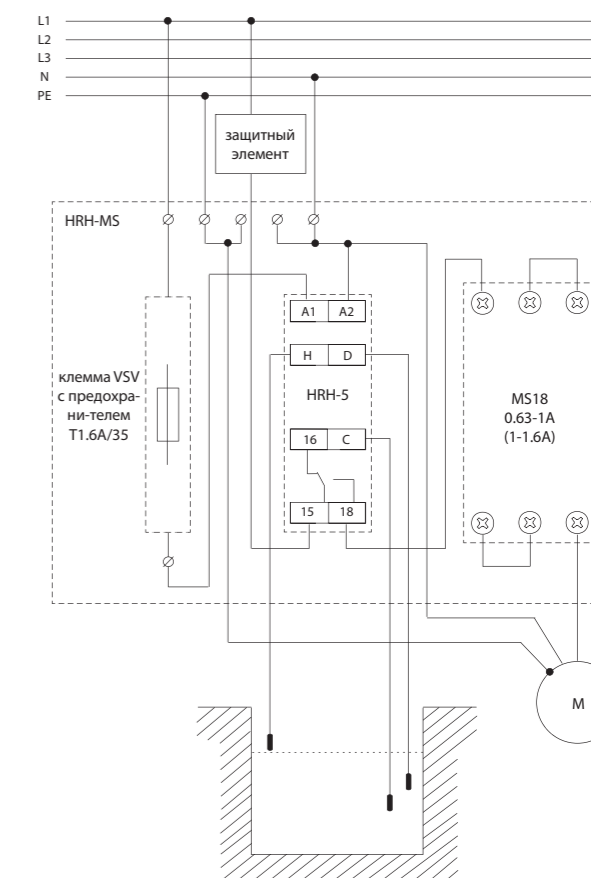 L1
L2
L3
N
PE
защитный
элемент
HRH-MS
A1 A2
H D
HRH-5
16 C
15 18
клемма VSV
с предохра-
ни-телем
T1.6A/35
MS18
0.63-1A
(1-1.6A)
M